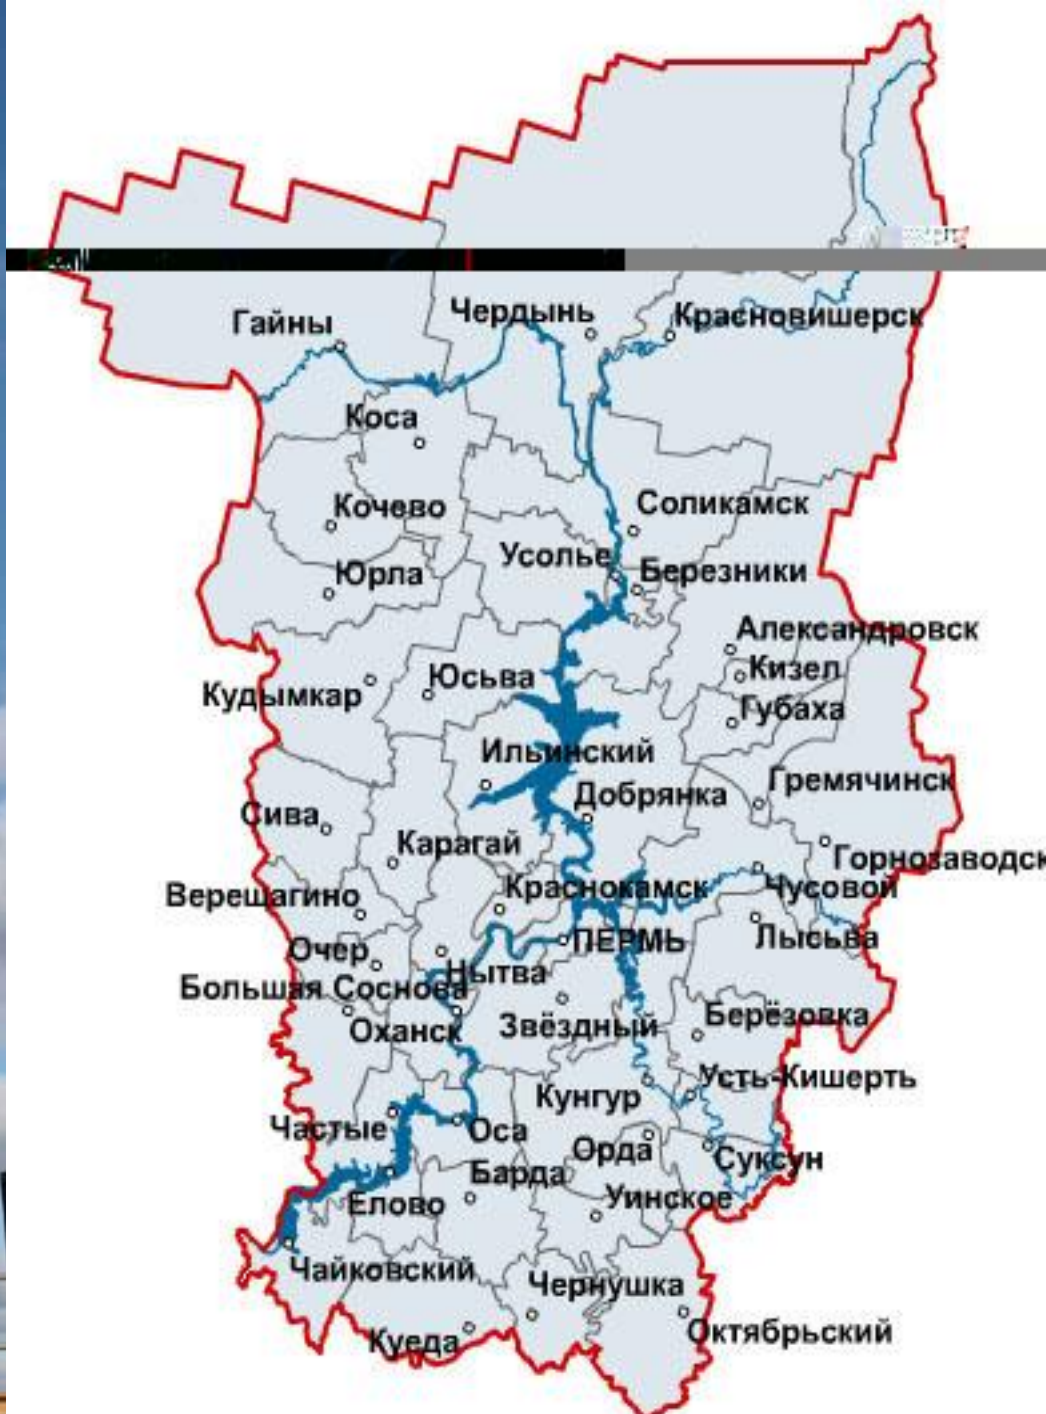 Чердынь
Красновишерск
Гайны
Коса
Соликамск
Кочево
Усолье
Березники
Юрла
Александровск
Кизел
Юсьва
Кудымкар
Губаха
Ильинский
Гремячинск
Добрянка
Сива
Карагай
Горнозаводск
Краснокамск
Чусовой
Верещагино
ПЕРМЬ
Лысьва
Очер
Нытва
Большая Соснова
Берёзовка
Звёздный
Оханск
Усть-Кишерть
Кунгур
Частые
Оса
Орда
Суксун
Барда
Уинское
Елово
Чайковский
Чернушка
Октябрьский
Куеда